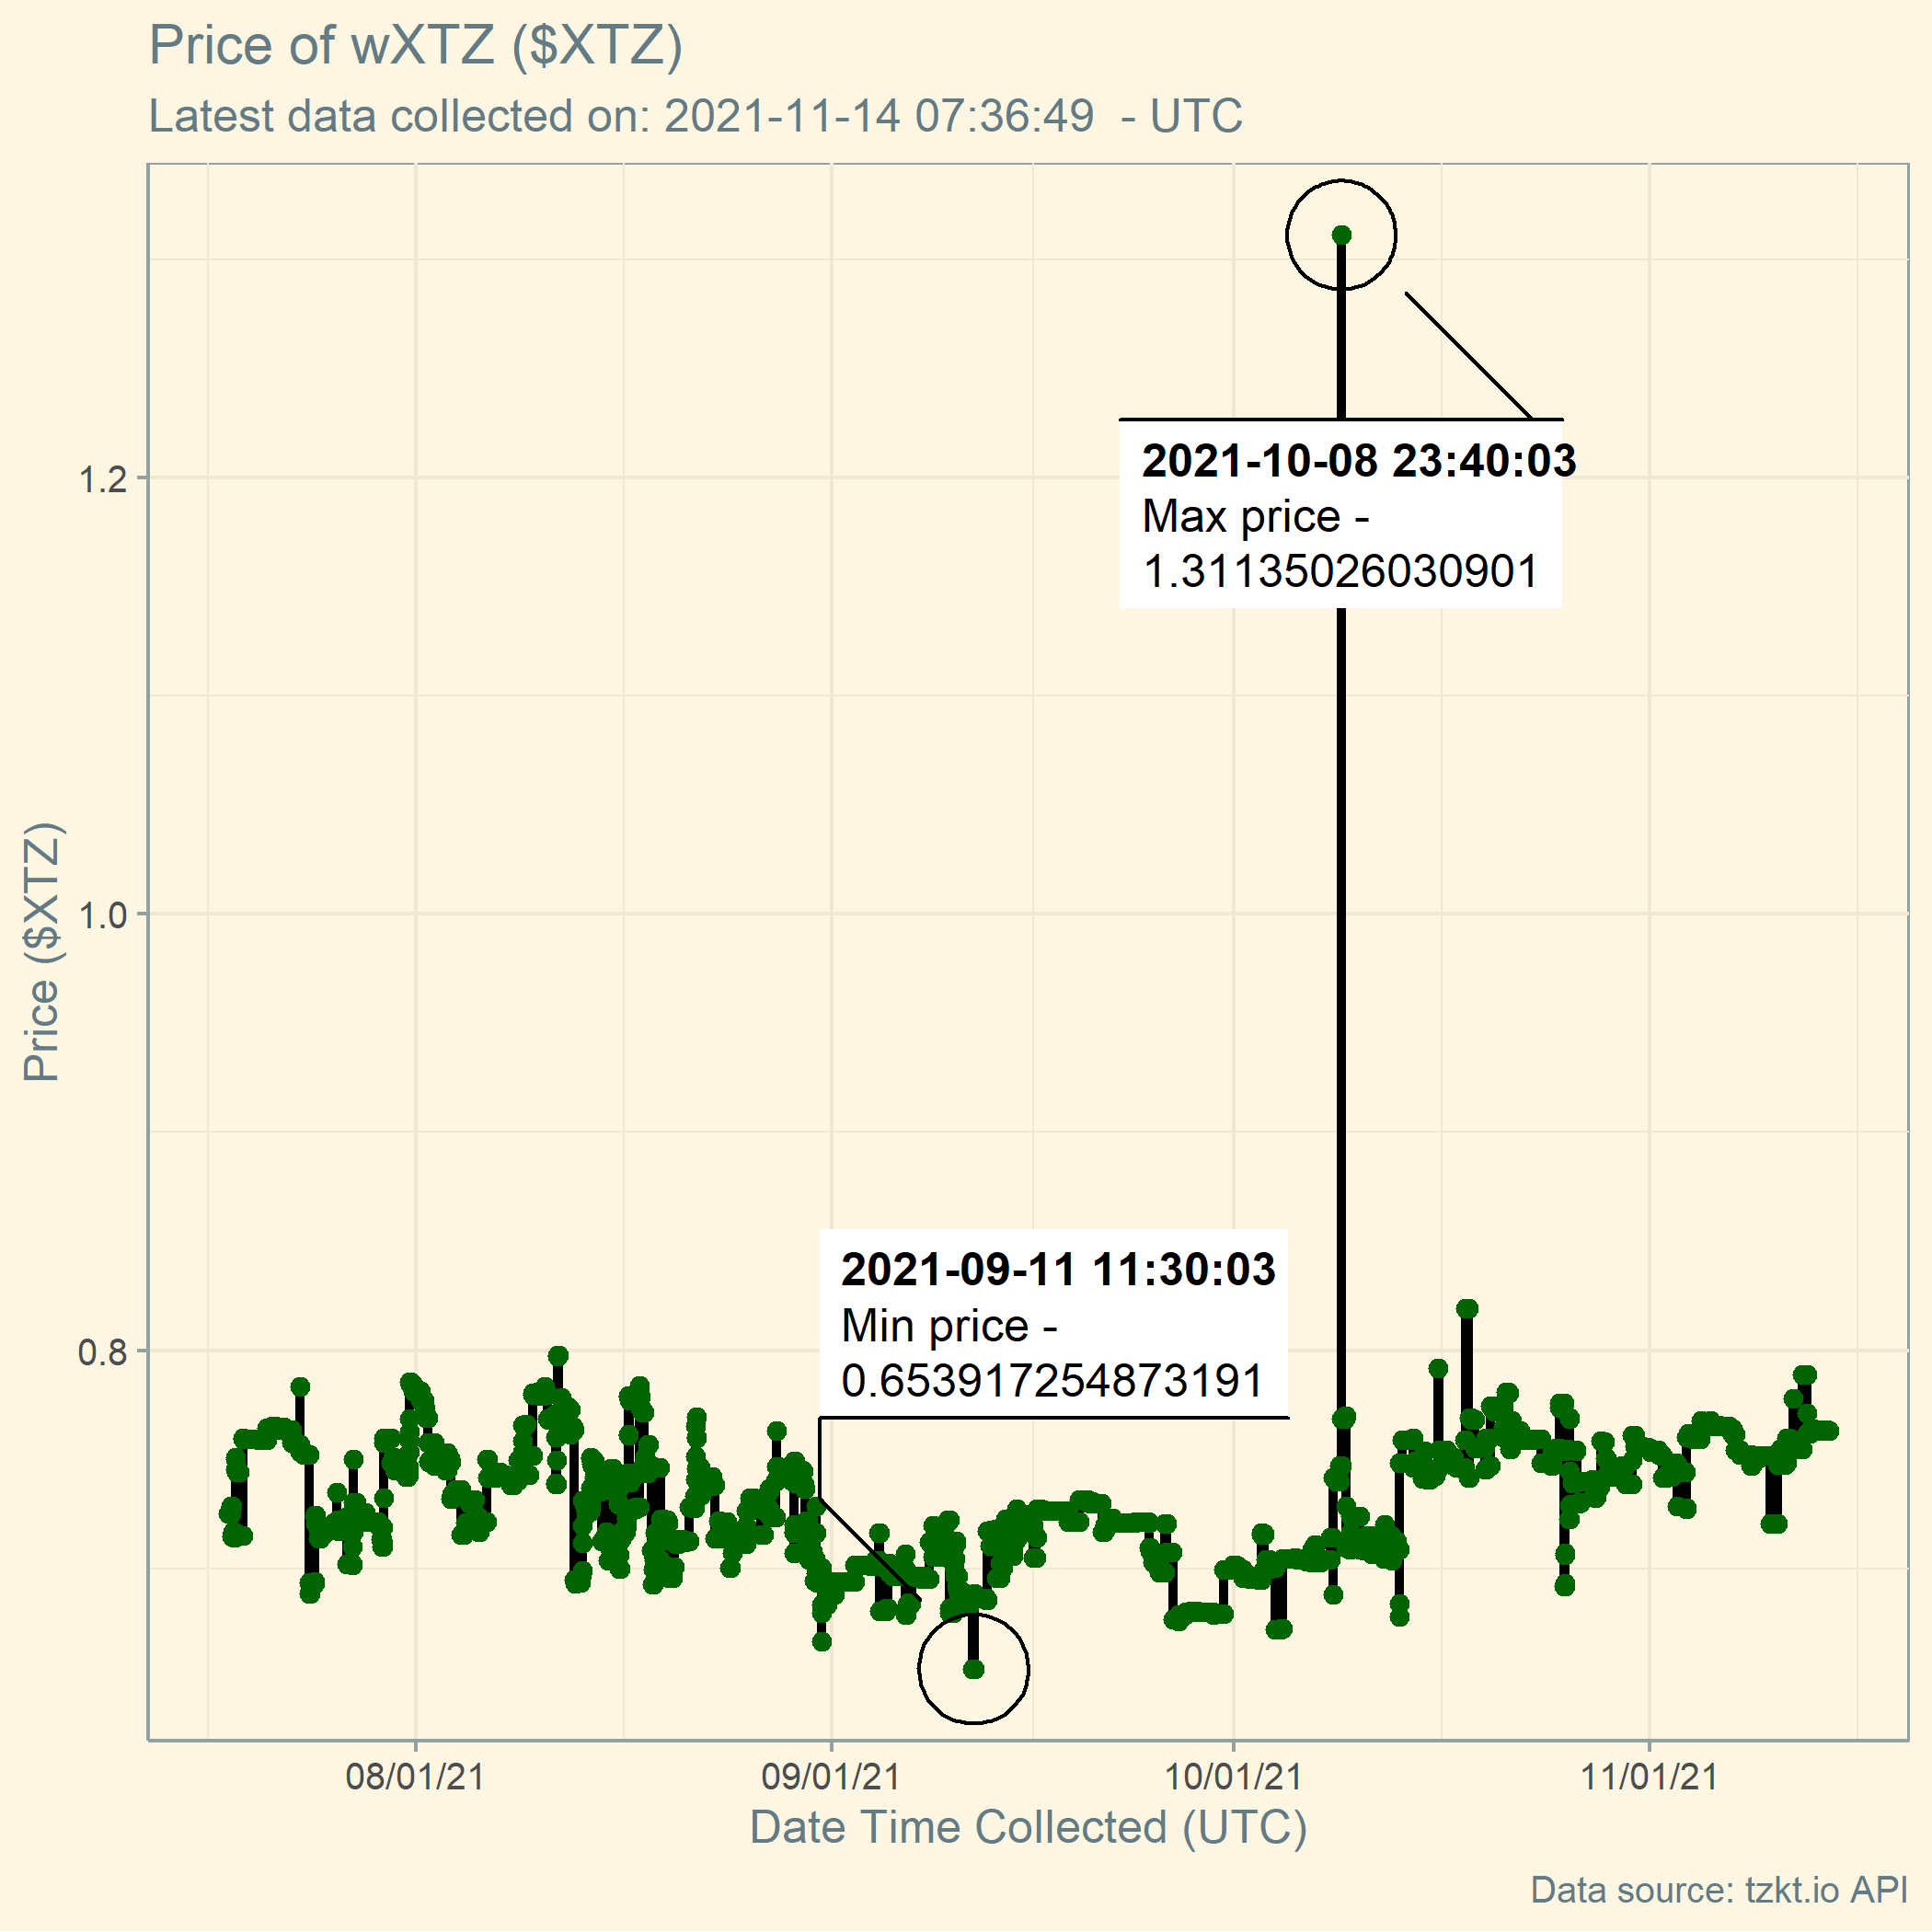 Price of wXTZ ($XTZ)
Latest data collected on: 2021-11-14 07:36:49  - UTC
2021-10-08 23:40:03
Max price -
1.31135026030901
2021-09-11 11:30:03
Min price -
0.653917254873191
Price ($XTZ)
1.2
1.0
0.8
08/01/21
09/01/21
10/01/21
11/01/21
Date Time Collected (UTC)
Data source: tzkt.io API